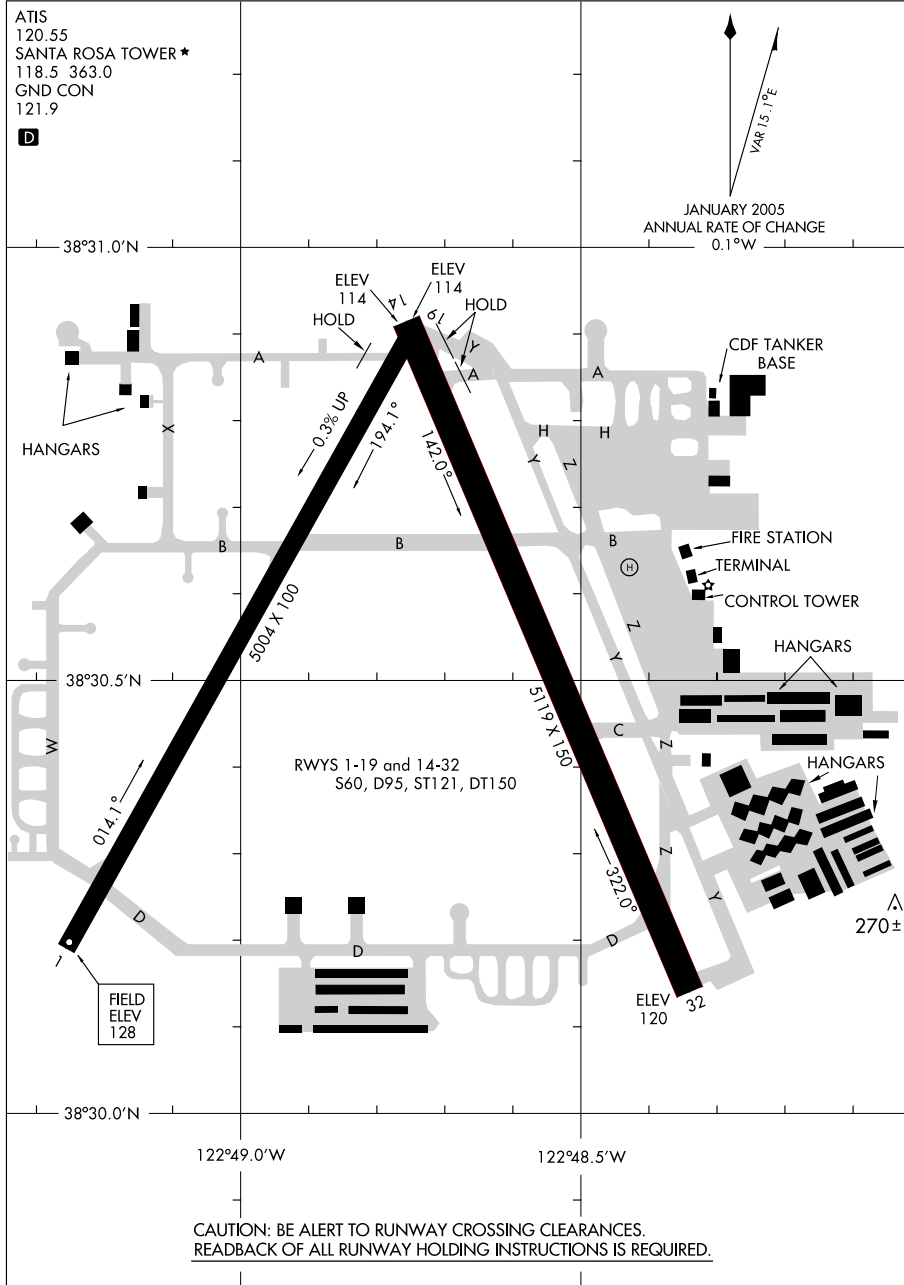 ATIS
120.55
SANTA ROSA TOWER ★
118.5 363.0
GND CON
121.9
D
VAR 15.1°E
JANUARY 2005
ANNUAL RATE OF CHANGE
0.1°W
38°31.0'N
ELEV
114
ELEV
114
14
19
HOLD
HOLD
A
Y
A
A
CDF TANKER
BASE
HANGARS
X
0.3% UP
194.1°
142.0°
H
H
Y
Z
B
B
B
H
FIRE STATION
TERMINAL
CONTROL TOWER
5004 X 100
Z
Y
HANGARS
38°30.5'N
W
5119 X 150
C
Z
RWYS 1-19 and 14-32
S60, D95, ST121, DT150
HANGARS
014.1°
322.0°
Z
Y
270±
D
D
D
1
FIELD
ELEV
128
ELEV
120
32
38°30.0'N
122°49.0'W
122°48.5'W
CAUTION: BE ALERT TO RUNWAY CROSSING CLEARANCES.
READBACK OF ALL RUNWAY HOLDING INSTRUCTIONS IS REQUIRED.